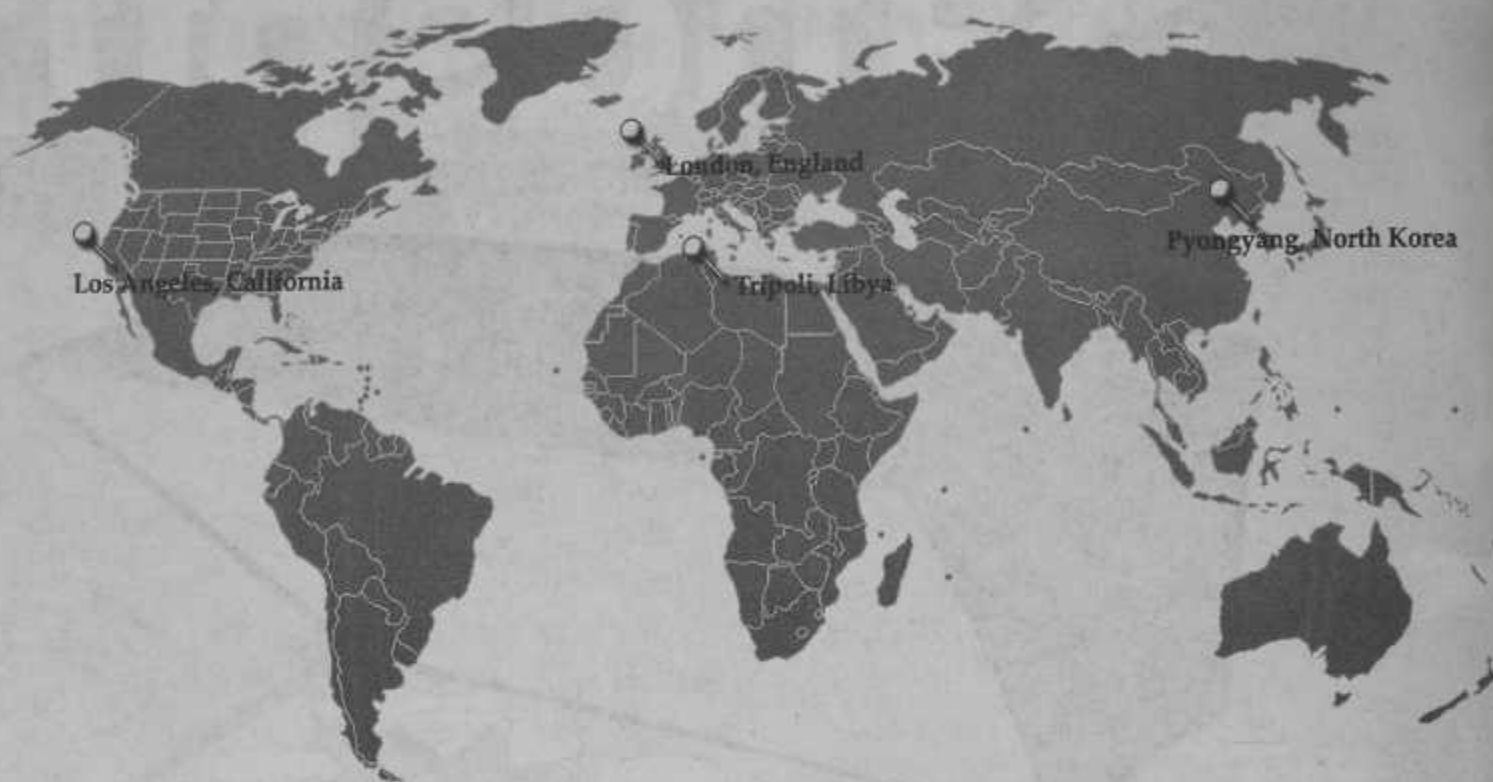 London, England
Pyongyang, North Korea
Los Angeles, California
Tripoli, Libya